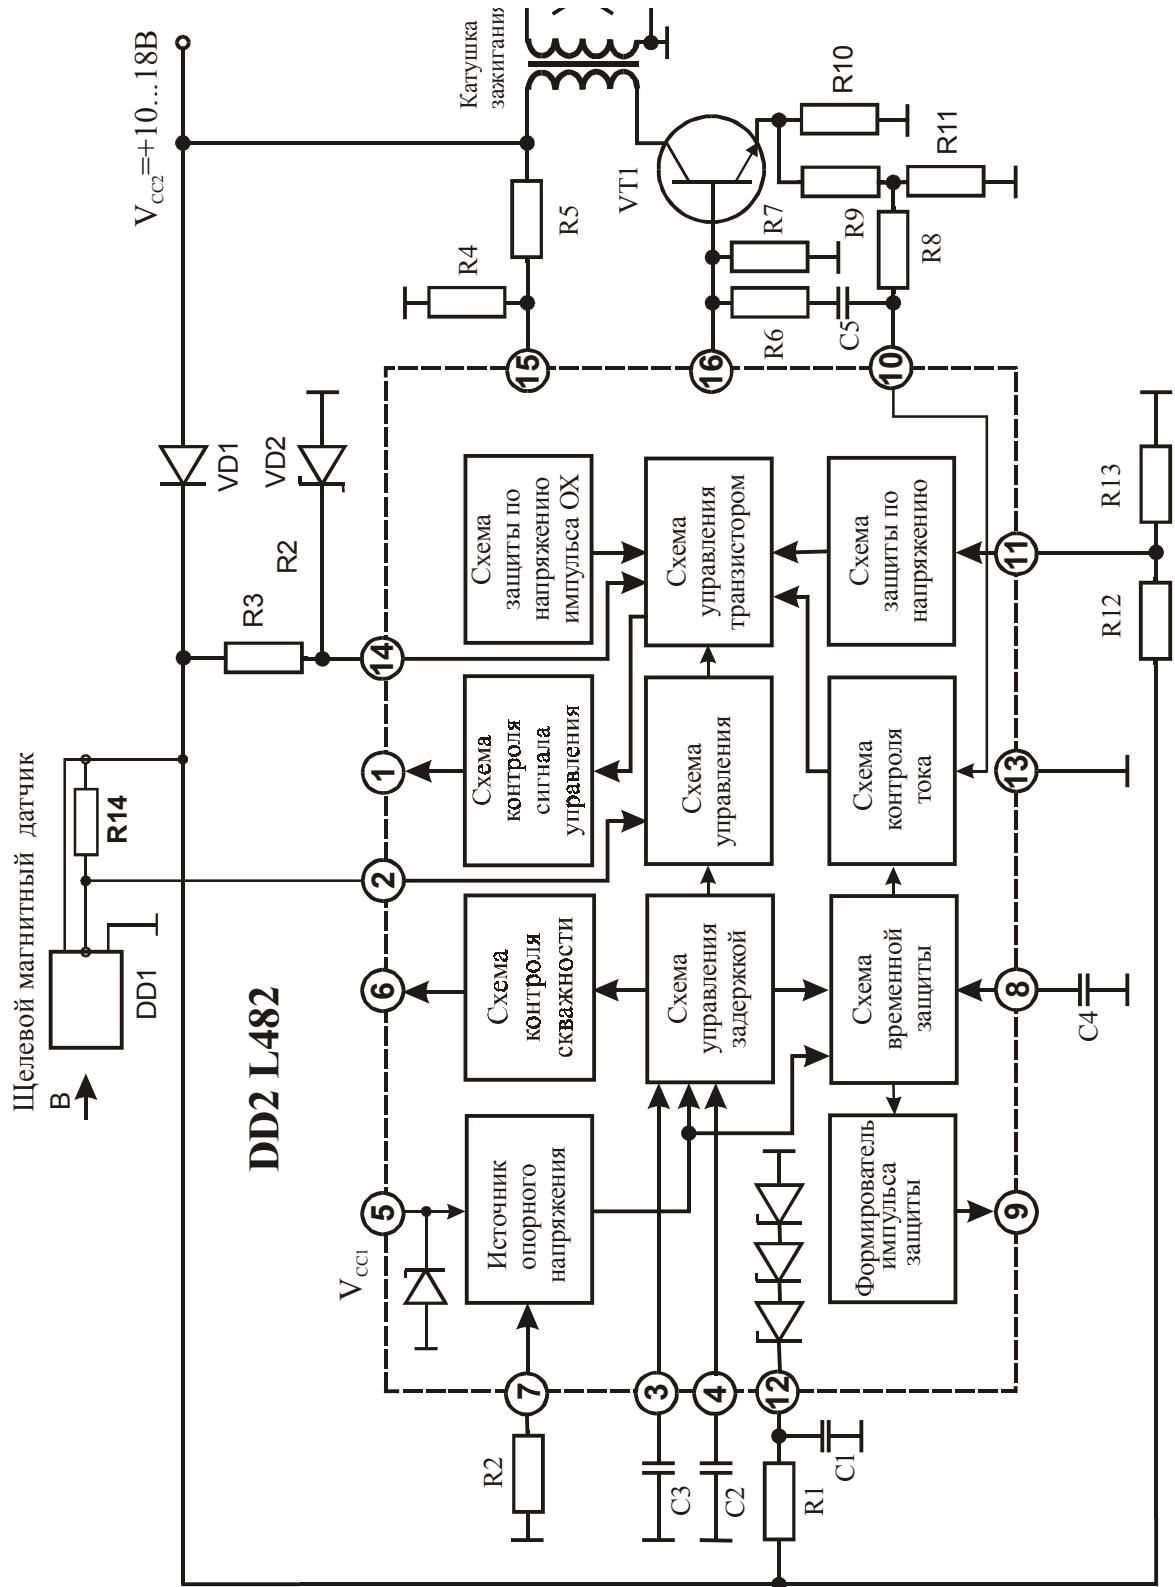 Щелевой магнитный датчик
B
DD1
R14
R3
R2
VD1
VD2
V CC2=+10...18В
DD2 L482
V CC1
5
6
2
1
14
R4
R5
Катушка
зажигания
15
7
R2
Источник
опорного
напряжения
Схема
контроля
скважности
Схема
контроля
сигнала
управления
Схема
защиты по
напряжению
импульса ОХ
VT1
R10
R11
R9
R8
R7
R6
C5
16
10
3
C3
4
C2
Схема
управления
задержкой
Схема
управления
Схема
управления
транзистором
12
R1
C1
Формирователь
импульса
защиты
Схема
временной
защиты
Схема
контроля
тока
Схема
защиты по
напряжению
9
8
13
11
C4
R12
R13